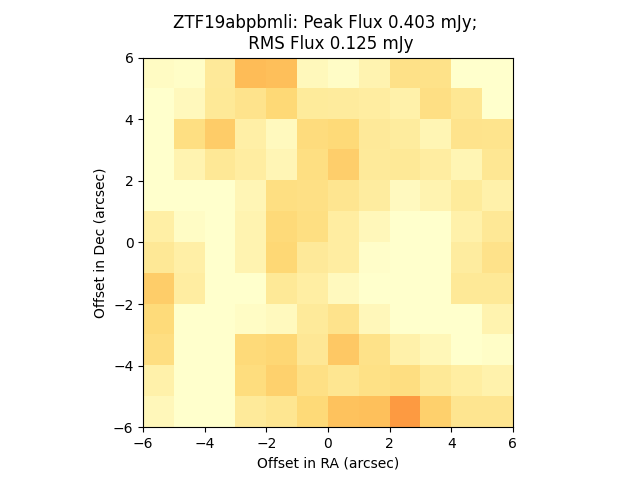 ZTF19abpbmli: Peak Flux 0.403 mJy;
RMS Flux 0.125 mJy
6
4
2
0
−2
−4
−6
Offset in Dec (arcsec)
−6 −4 −2 0 2 4 6
Offset in RA (arcsec)